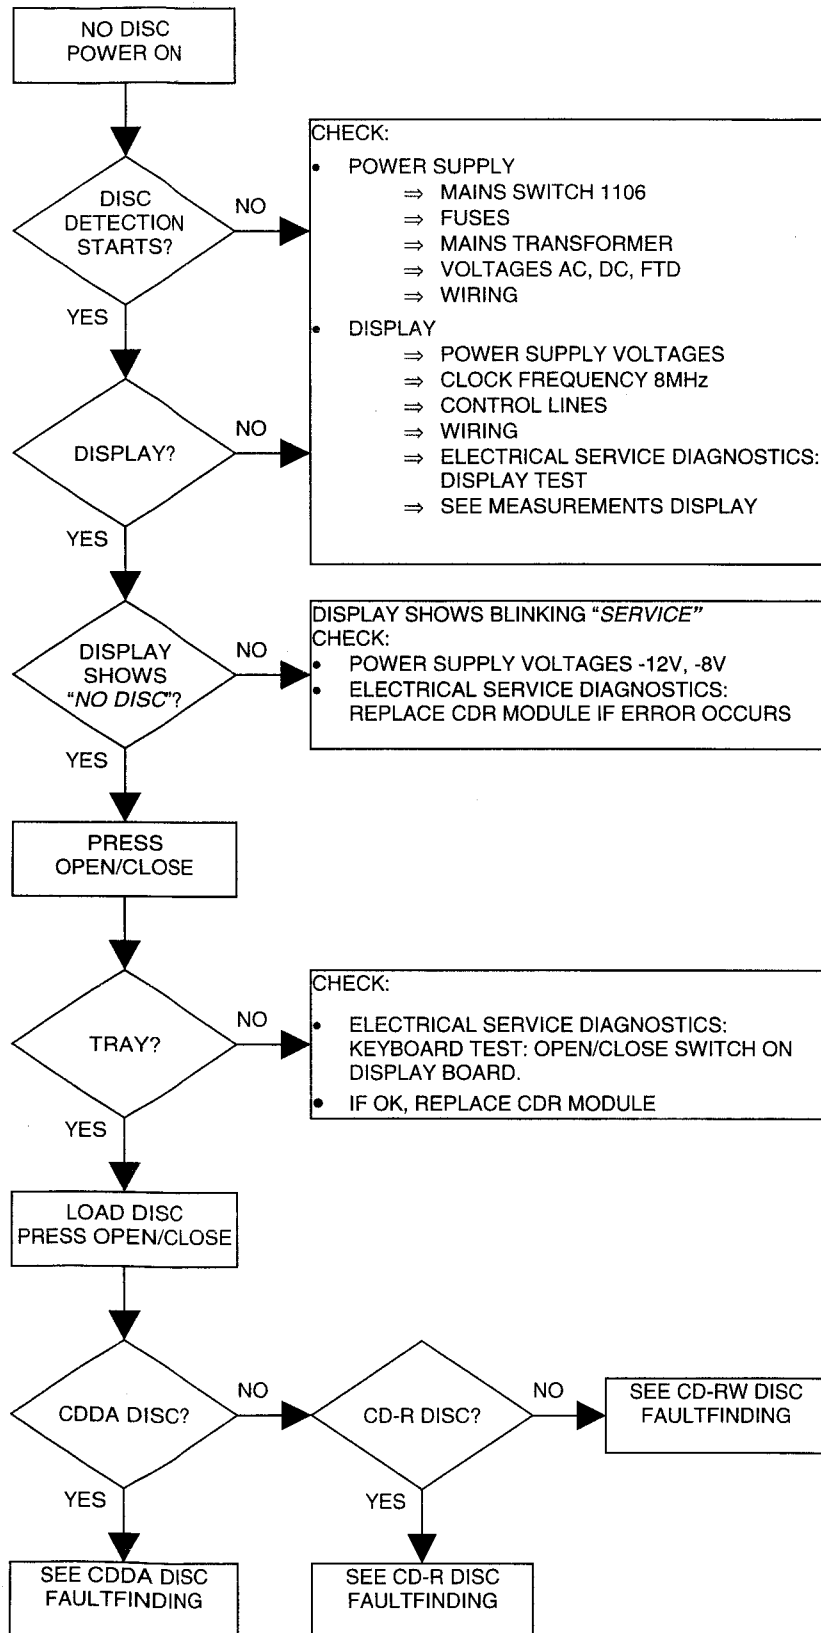 NO DISC
POWER ON
DISC
DETECTION
STARTS?
NO
YES
CHECK:
• POWER SUPPLY
⇒ MAINS SWITCH 1106
⇒ FUSES
⇒ MAINS TRANSFORMER
⇒ VOLTAGES AC, DC, FTD
⇒ WIRING
• DISPLAY
⇒ POWER SUPPLY VOLTAGES
⇒ CLOCK FREQUENCY 8MHz
⇒ CONTROL LINES
⇒ WIRING
⇒ ELECTRICAL SERVICE DIAGNOSTICS:
DISPLAY TEST
⇒ SEE MEASUREMENTS DISPLAY
DISPLAY?
NO
YES
DISPLAY
SHOWS
"NO DISC"?
NO
YES
DISPLAY SHOWS BLINKING "SERVICE"
CHECK:
• POWER SUPPLY VOLTAGES -12V, -8V
• ELECTRICAL SERVICE DIAGNOSTICS:
REPLACE CDR MODULE IF ERROR OCCURS
PRESS
OPEN/CLOSE
TRAY?
NO
YES
CHECK:
• ELECTRICAL SERVICE DIAGNOSTICS:
KEYBOARD TEST: OPEN/CLOSE SWITCH ON
DISPLAY BOARD.
• IF OK, REPLACE CDR MODULE
LOAD DISC
PRESS OPEN/CLOSE
CDDA DISC?
NO
YES
CD-R DISC?
NO
YES
SEE CD-RW DISC
FAULTFINDING
SEE CDDA DISC
FAULTFINDING
SEE CD-R DISC
FAULTFINDING